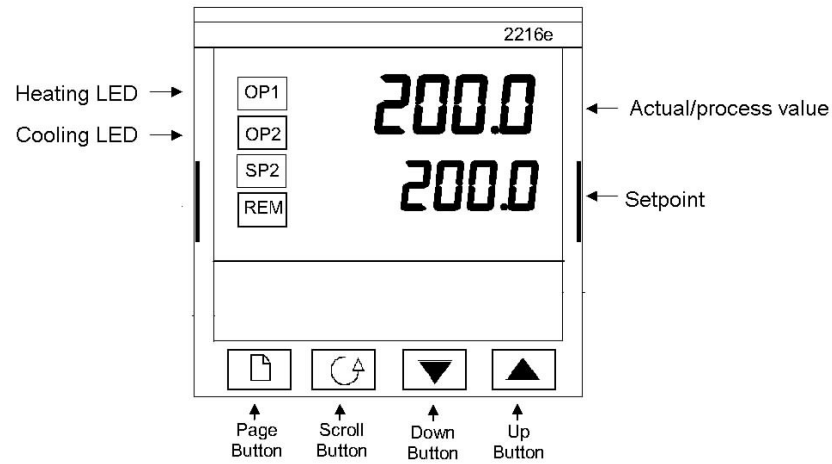 2216e
Heating LED
OP1
200.0
Actual/process value
Cooling LED
OP2
SP2
200.0
Setpoint
REM
Page
Button
Scroll
Button
Down
Button
Up
Button